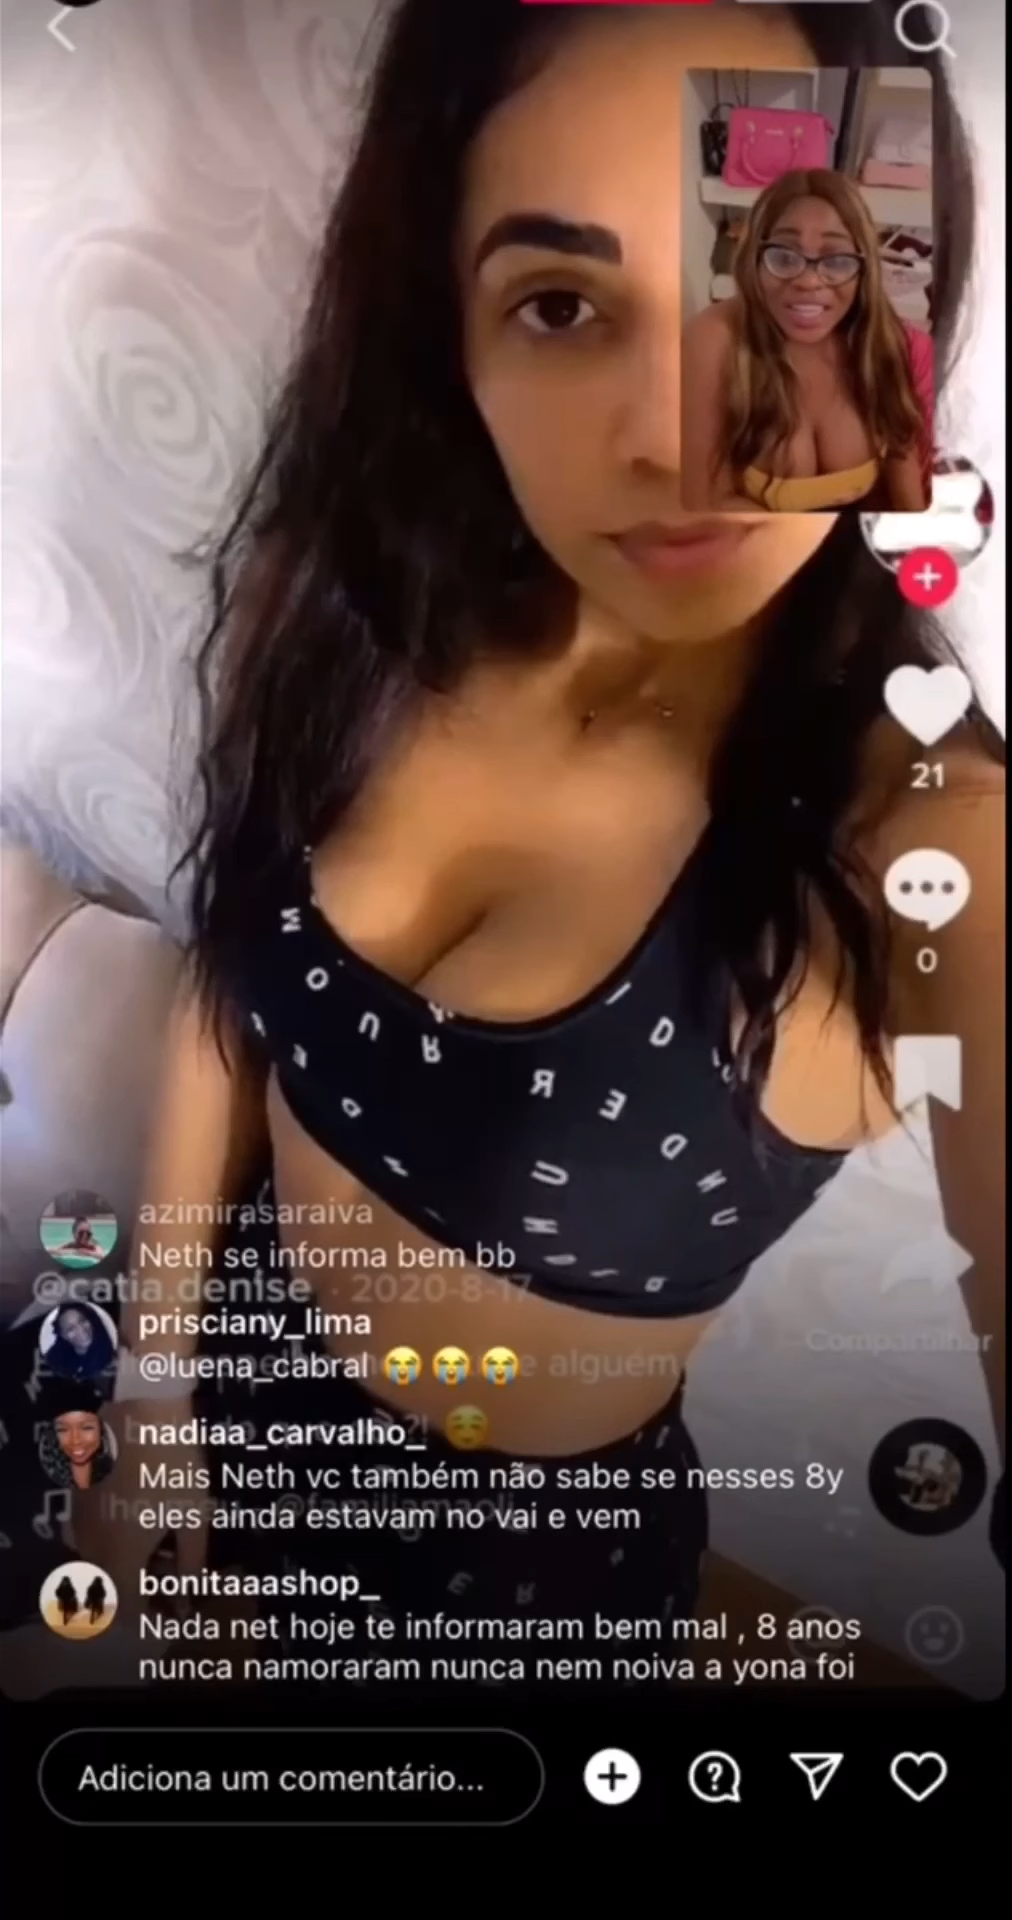 21
0
azimirasaraiva
Neth se informa bem bb
@catia.denise · 2020-8-17
prisciany_lima
@luena_cabral 😭😭😭
alguém
Compartilhar
nadiaa_carvalho_
Mais Neth vc também não sabe se nesses 8y
eles ainda estavam no vai e vem
bonitaaashop_
Nada net hoje te informaram bem mal , 8 anos
nunca namoraram nunca nem noiva a yona foi
Adiciona um comentário...